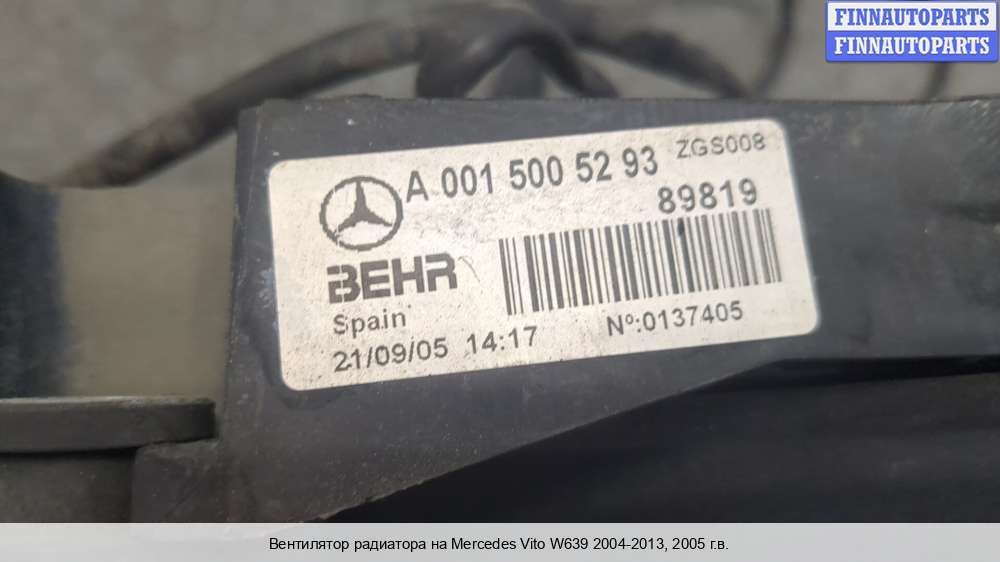 FINNAUTOPARTS
FINNAUTOPARTS
A 001 500 52 93 ZGS008
89819
BEHR
Spain
21/09/05 14:17 Nº:0137405
Вентилятор радиатора на Mercedes Vito W639 2004-2013, 2005 г.в.